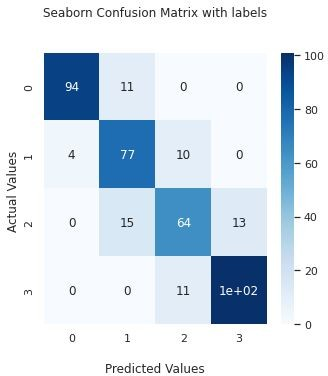 Seaborn Confusion Matrix with labels
0 94 11 0 0
1 4 77 10 0
2 0 15 64 13
3 0 0 11 1e+02
0 1 2 3
Actual Values
Predicted Values
100
80
60
40
20
0